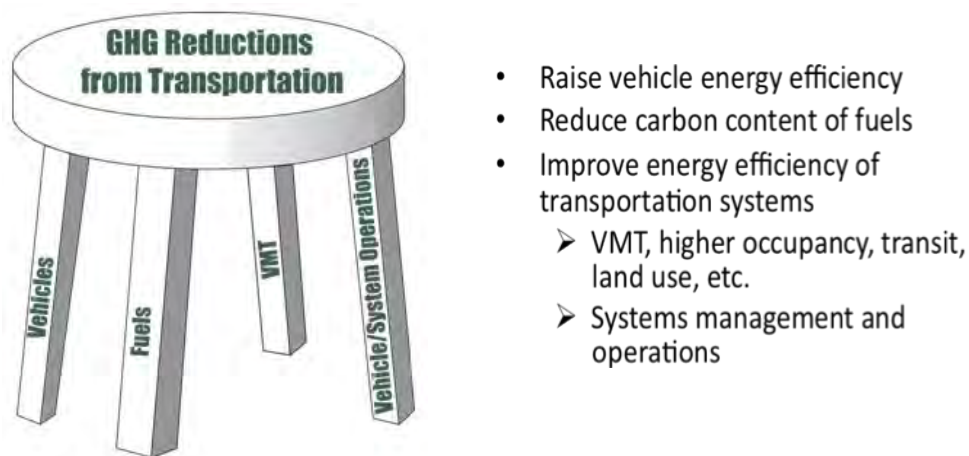 GHG Reductions
from Transportation
Vehicles
Fuels
VMT
Vehicle/System Operations
• Raise vehicle energy efficiency
• Reduce carbon content of fuels
• Improve energy efficiency of
transportation systems
➢ VMT, higher occupancy, transit,
land use, etc.
➢ Systems management and
operations